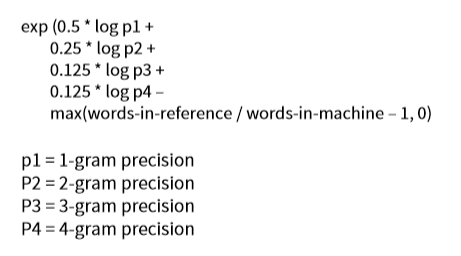 exp (0.5 * log p1 +
0.25 * log p2 +
0.125 * log p3 +
0.125 * log p4 –
max(words-in-reference / words-in-machine – 1, 0)
p1 = 1-gram precision
P2 = 2-gram precision
P3 = 3-gram precision
P4 = 4-gram precision